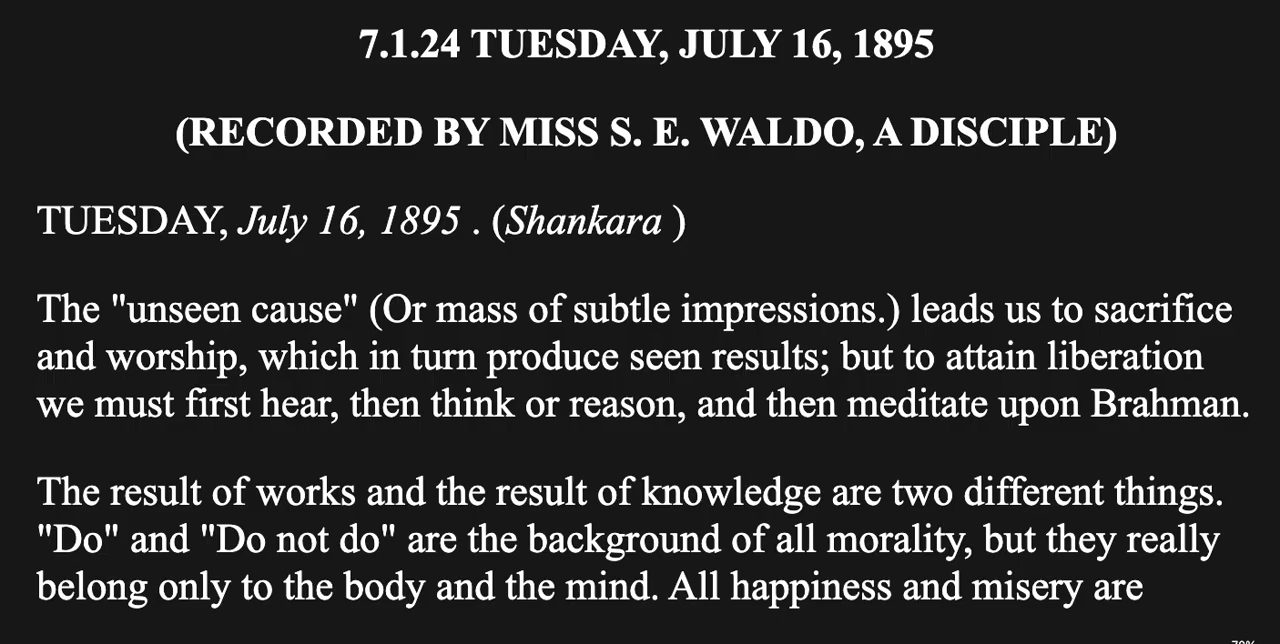 7.1.24 TUESDAY, JULY 16, 1895
(RECORDED BY MISS S. E. WALDO, A DISCIPLE)
TUESDAY, July 16, 1895 . (Shankara )
The "unseen cause" (Or mass of subtle impressions.) leads us to sacrifice
and worship, which in turn produce seen results; but to attain liberation
we must first hear, then think or reason, and then meditate upon Brahman.
The result of works and the result of knowledge are two different things.
"Do" and "Do not do" are the background of all morality, but they really
belong only to the body and the mind. All happiness and misery are